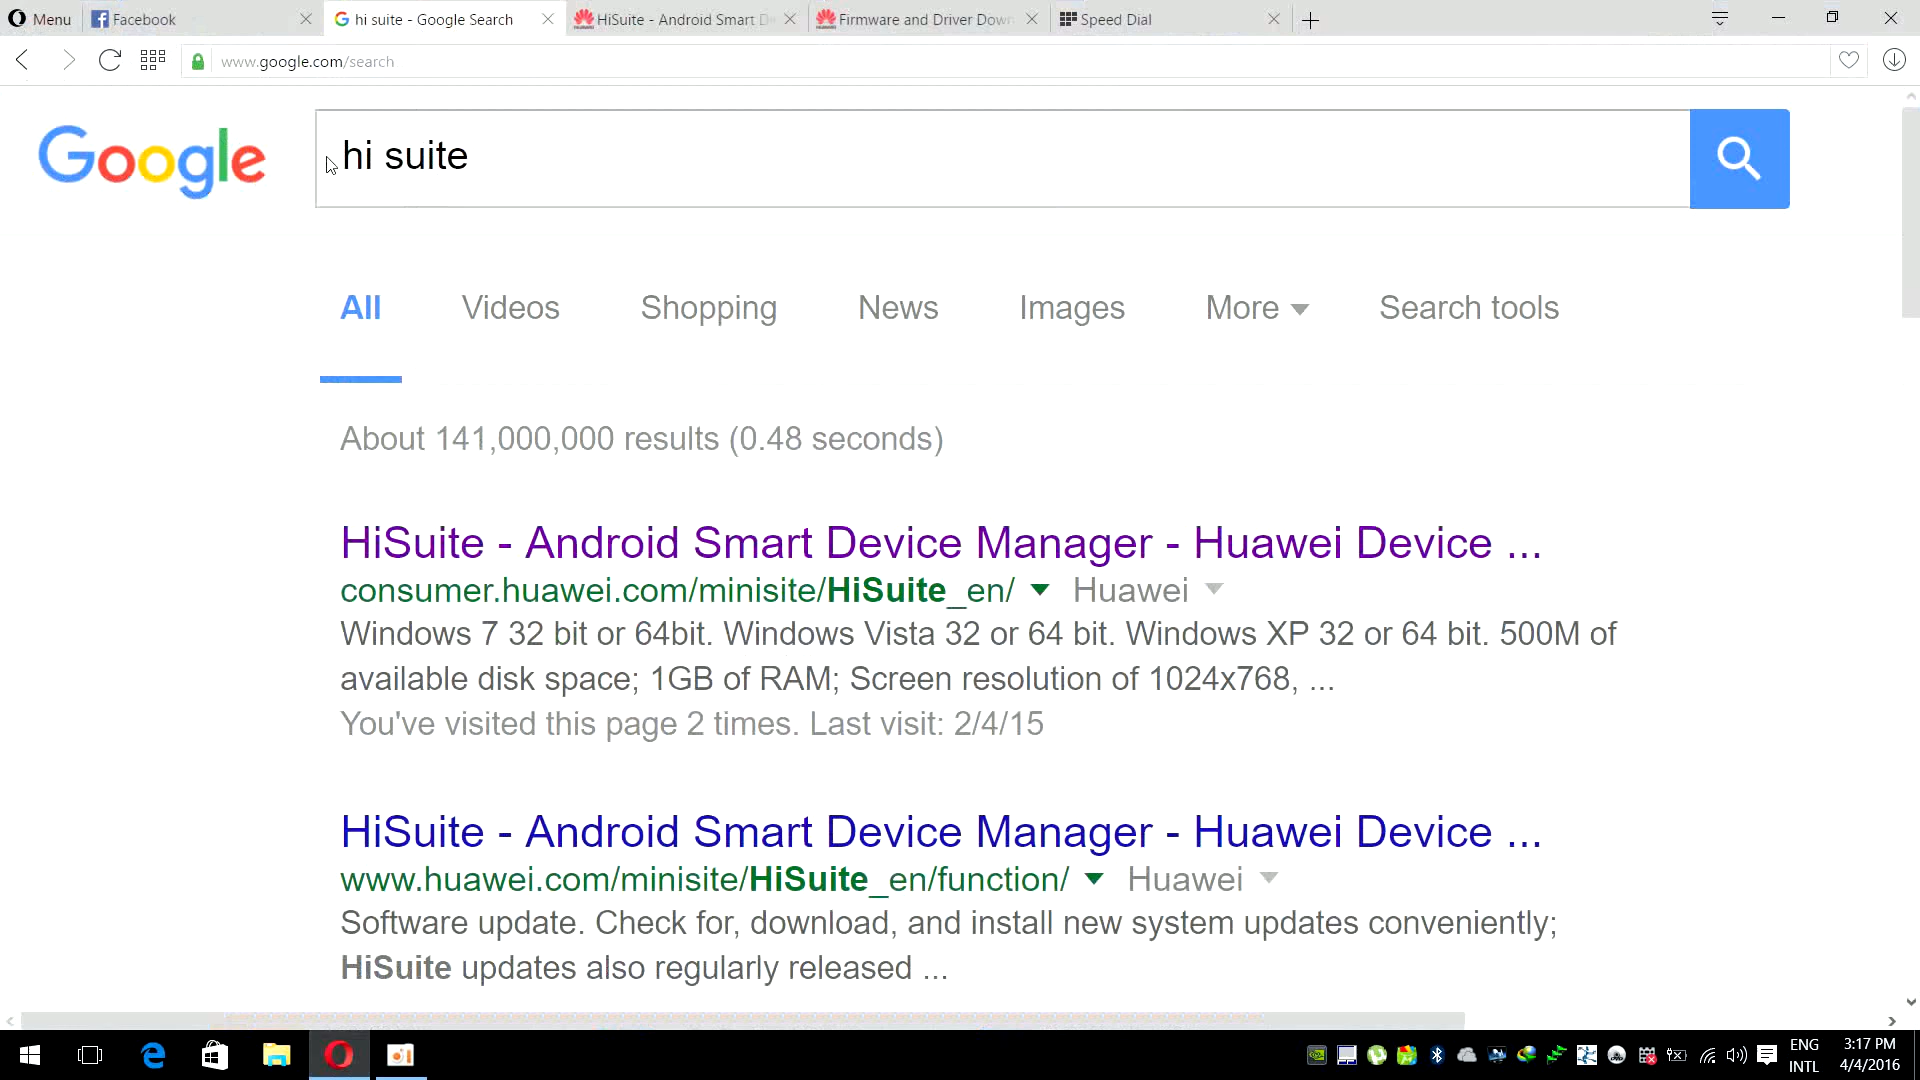 Menu
Facebook
hi suite - Google Search
HiSuite - Android Smart D
Firmware and Driver Down
Speed Dial
www.google.com/search
Google
hi suite
All
Videos
Shopping
News
Images
More
Search tools
About 141,000,000 results (0.48 seconds)
HiSuite - Android Smart Device Manager - Huawei Device ...
consumer.huawei.com/minisite/HiSuite_en/ Huawei
Windows 7 32 bit or 64bit. Windows Vista 32 or 64 bit. Windows XP 32 or 64 bit. 500M of
available disk space; 1GB of RAM; Screen resolution of 1024x768, ...
You've visited this page 2 times. Last visit: 2/4/15
HiSuite - Android Smart Device Manager - Huawei Device ...
www.huawei.com/minisite/HiSuite_en/function/ Huawei
Software update. Check for, download, and install new system updates conveniently;
HiSuite updates also regularly released ...
ENG
INTL
3:17 PM
4/4/2016